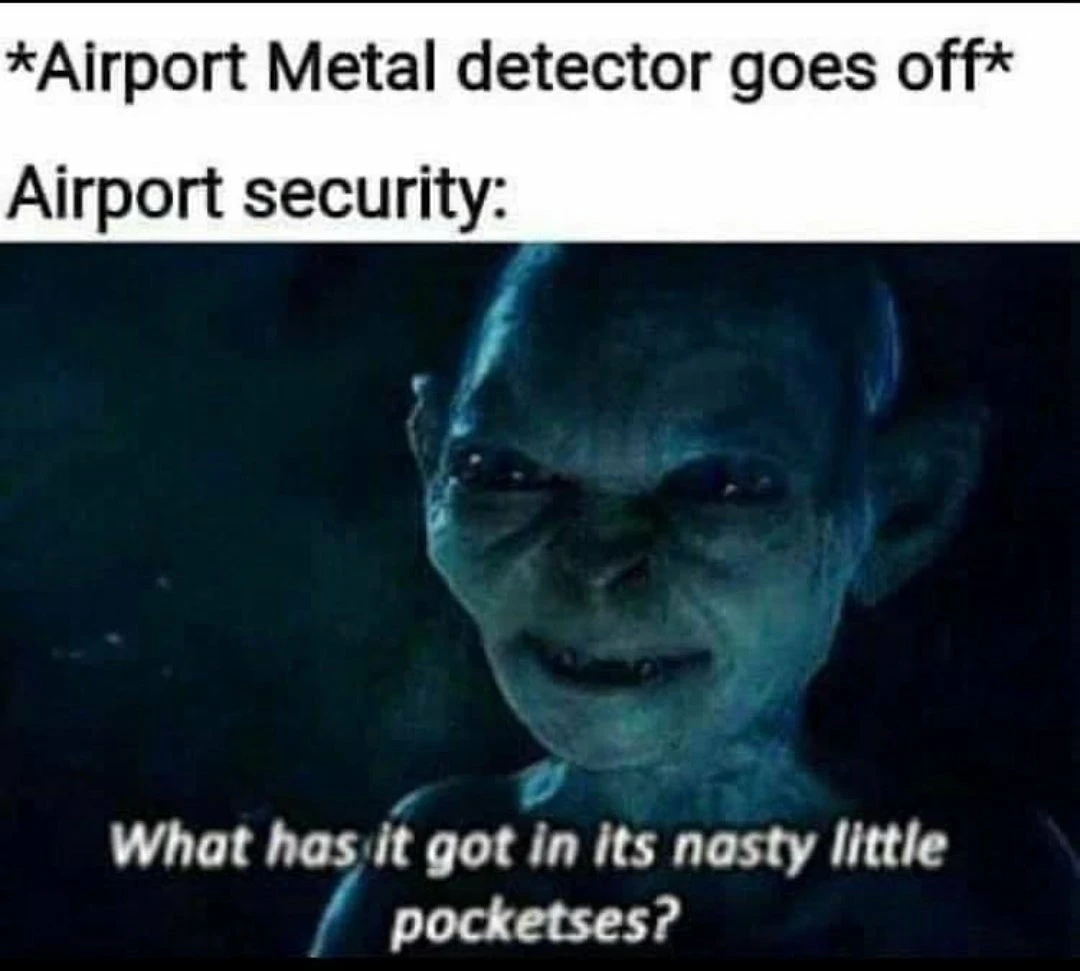 *Airport Metal detector goes off*
Airport security:
What has it got in its nasty little
pocketses?